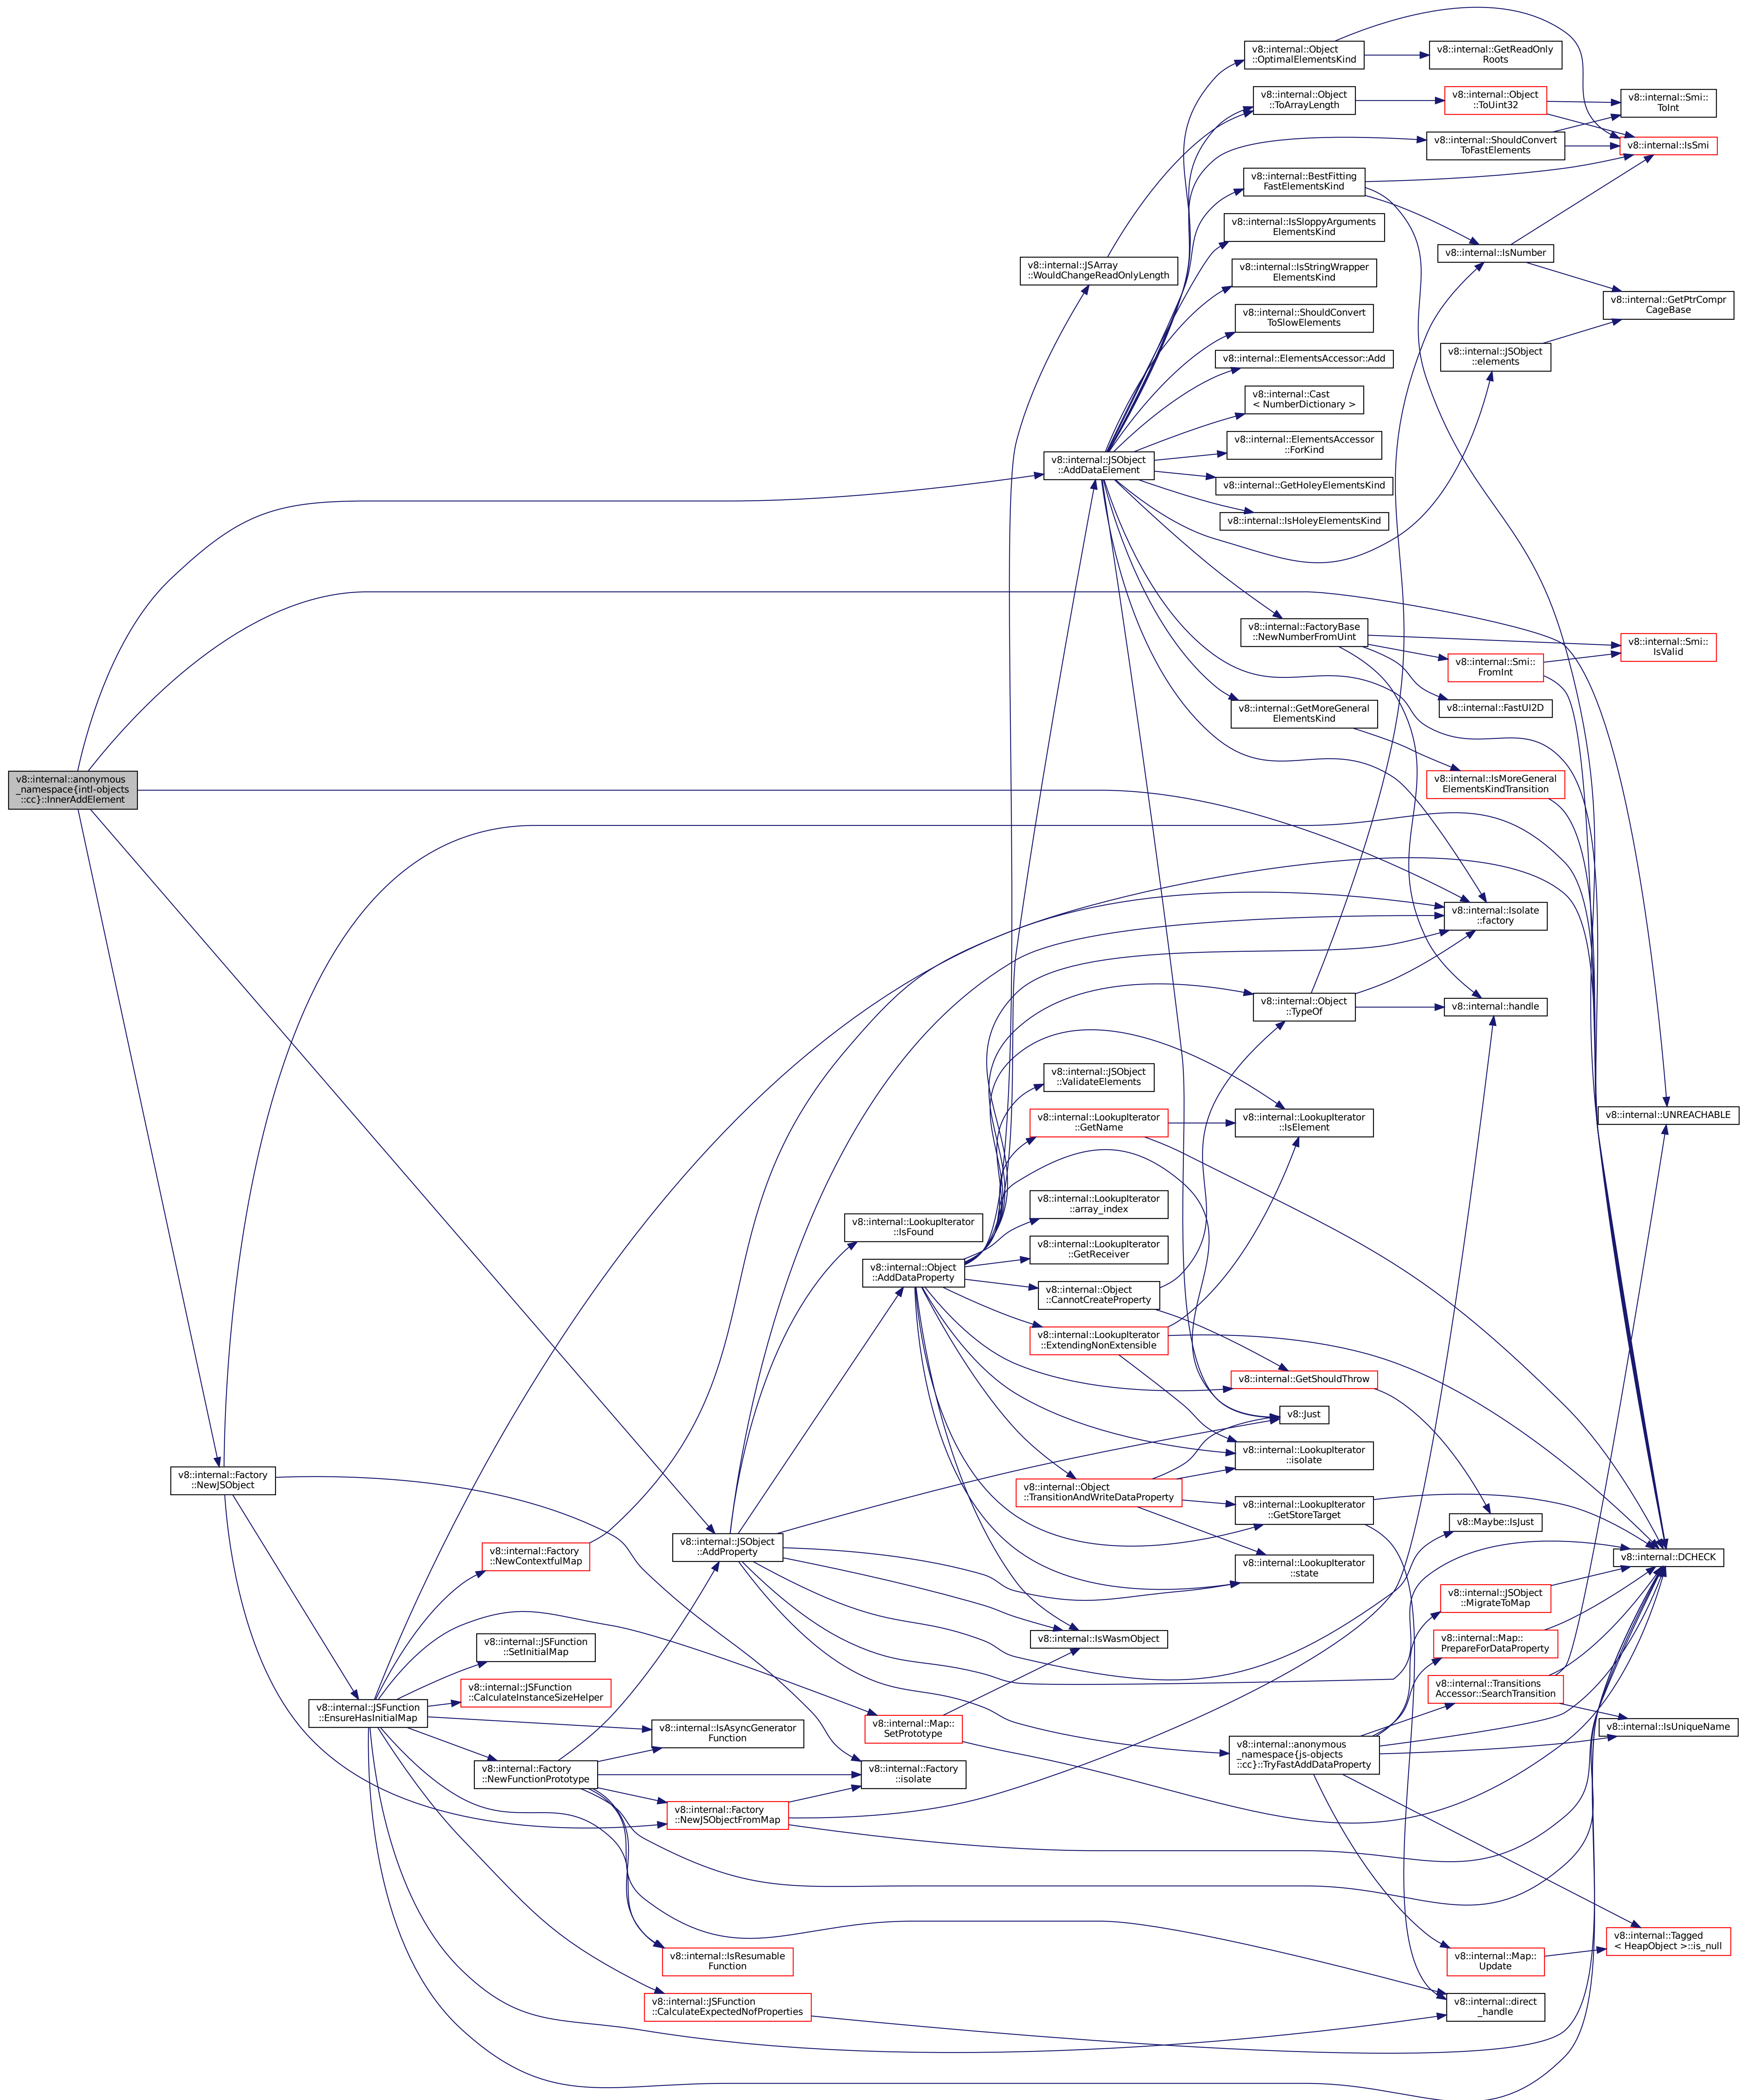 v8::internal::Object
::OptimalElementsKind
v8::internal::GetReadOnly
Roots
v8::internal::Object
::ToArrayLength
v8::internal::Object
::ToUint32
v8::internal::Smi::
ToInt
v8::internal::ShouldConvert
ToFastElements
v8::internal::IsSmi
v8::internal::BestFitting
FastElementsKind
v8::internal::IsSloppyArguments
ElementsKind
v8::internal::IsNumber
v8::internal::JSArray
::WouldChangeReadOnlyLength
v8::internal::IsStringWrapper
ElementsKind
v8::internal::GetPtrCompr
CageBase
v8::internal::ShouldConvert
ToSlowElements
v8::internal::ElementsAccessor::Add
v8::internal::JSObject
::elements
v8::internal::Cast
< NumberDictionary >
v8::internal::ElementsAccessor
::ForKind
v8::internal::JSObject
::AddDataElement
v8::internal::GetHoleyElementsKind
v8::internal::IsHoleyElementsKind
v8::internal::FactoryBase
::NewNumberFromUint
v8::internal::Smi::
IsValid
v8::internal::Smi::
FromInt
v8::internal::GetMoreGeneral
ElementsKind
v8::internal::FastUI2D
v8::internal::anonymous
_namespace{intl-objects
::cc}::InnerAddElement
v8::internal::IsMoreGeneral
ElementsKindTransition
v8::internal::Isolate
::factory
v8::internal::Object
::TypeOf
v8::internal::handle
v8::internal::JSObject
::ValidateElements
v8::internal::LookupIterator
::GetName
v8::internal::LookupIterator
::IsElement
v8::internal::UNREACHABLE
v8::internal::LookupIterator
::array_index
v8::internal::LookupIterator
::IsFound
v8::internal::LookupIterator
::GetReceiver
v8::internal::Object
::AddDataProperty
v8::internal::Object
::CannotCreateProperty
v8::internal::LookupIterator
::ExtendingNonExtensible
v8::internal::GetShouldThrow
v8::Just
v8::internal::LookupIterator
::isolate
v8::internal::Factory
::NewJSObject
v8::internal::Object
::TransitionAndWriteDataProperty
v8::internal::LookupIterator
::GetStoreTarget
v8::Maybe::IsJust
v8::internal::JSObject
::AddProperty
v8::internal::Factory
::NewContextfulMap
v8::internal::LookupIterator
::state
v8::internal::DCHECK
v8::internal::JSObject
::MigrateToMap
v8::internal::IsWasmObject
v8::internal::Map::
PrepareForDataProperty
v8::internal::JSFunction
::SetInitialMap
v8::internal::JSFunction
::CalculateInstanceSizeHelper
v8::internal::Transitions
Accessor::SearchTransition
v8::internal::JSFunction
::EnsureHasInitialMap
v8::internal::IsAsyncGenerator
Function
v8::internal::Map::
SetPrototype
v8::internal::IsUniqueName
v8::internal::anonymous
_namespace{js-objects
::cc}::TryFastAddDataProperty
v8::internal::Factory
::NewFunctionPrototype
v8::internal::Factory
::isolate
v8::internal::Factory
::NewJSObjectFromMap
v8::internal::Tagged
< HeapObject >::is_null
v8::internal::IsResumable
Function
v8::internal::Map::
Update
v8::internal::JSFunction
::CalculateExpectedNofProperties
v8::internal::direct
_handle